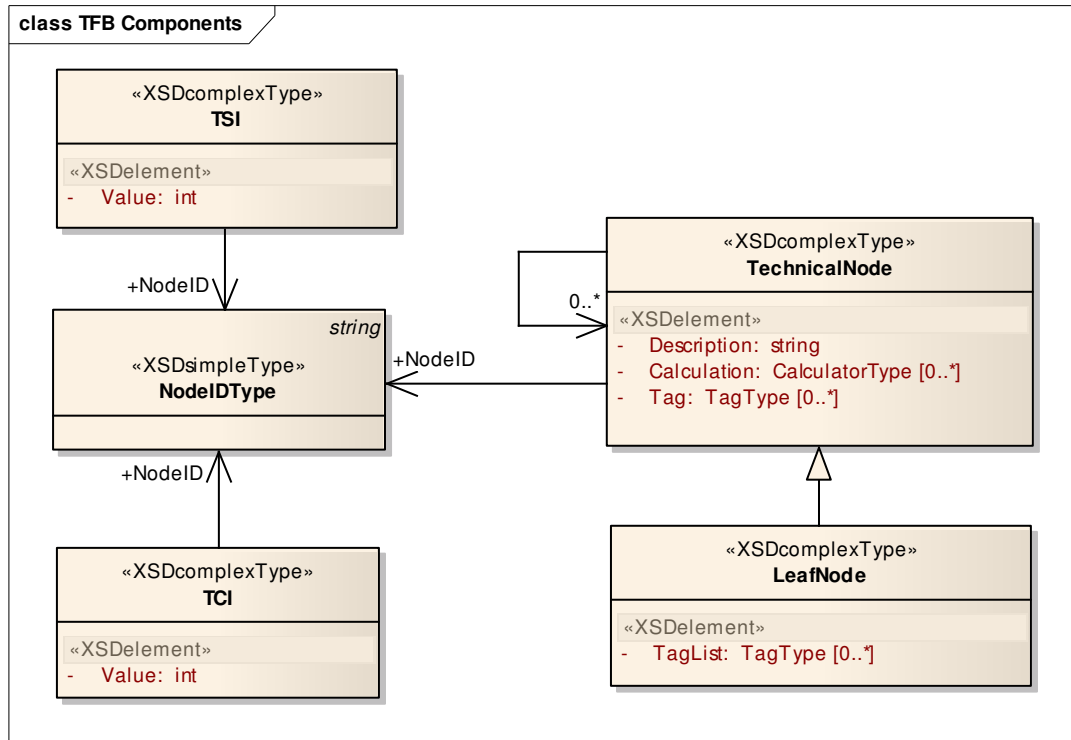 class TFB Components
«XSDcomplexType»
TSI
«XSDelement»
- Value: int
+NodeID
string
«XSDsimpleType»
NodeIDType
+NodeID
+NodeID
«XSDcomplexType»
TCI
«XSDelement»
- Value: int
«XSDcomplexType»
TechnicalNode
0..*
«XSDelement»
- Description: string
- Calculation: CalculatorType [0..*]
- Tag: TagType [0..*]
«XSDcomplexType»
LeafNode
«XSDelement»
- TagList: TagType [0..*]